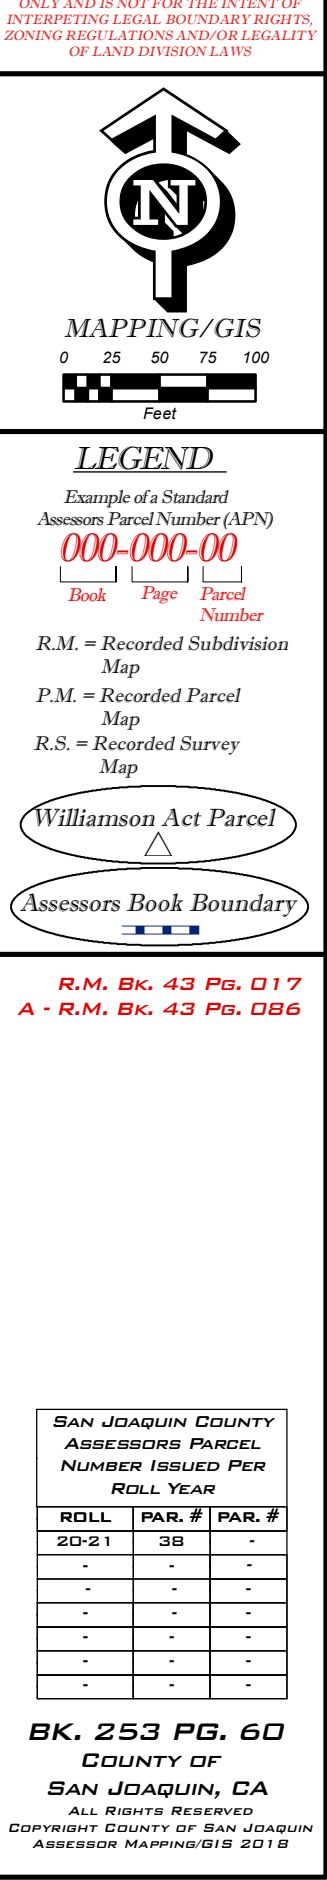 ONLY AND IS NOT FOR THE INTENT OF
INTERPETING LEGAL BOUNDARY RIGHTS,
ZONING REGULATIONS AND/OR LEGALITY
OF LAND DIVISION LAWS
N
MAPPING/GIS
0 25 50 75 100
Feet
LEGEND
Example of a Standard
Assessors Parcel Number (APN)
000-000-00
Book Page Parcel
Number
R.M. = Recorded Subdivision
Map
P.M. = Recorded Parcel
Map
R.S. = Recorded Survey
Map
Williamson Act Parcel
Assessors Book Boundary
R.M. BK. 43 PG. 017
A - R.M. BK. 43 PG. 086
SAN JOAQUIN COUNTY
ASSESSORS PARCEL
NUMBER ISSUED PER
ROLL YEAR
ROLL PAR. # PAR. #
20-21 38 -
- - -
- - -
- - -
- - -
- - -
- - -
BK. 253 PG. 60
COUNTY OF
SAN JOAQUIN, CA
ALL RIGHTS RESERVED
COPYRIGHT COUNTY OF SAN JOAQUIN
ASSESSOR MAPPING/GIS 2018